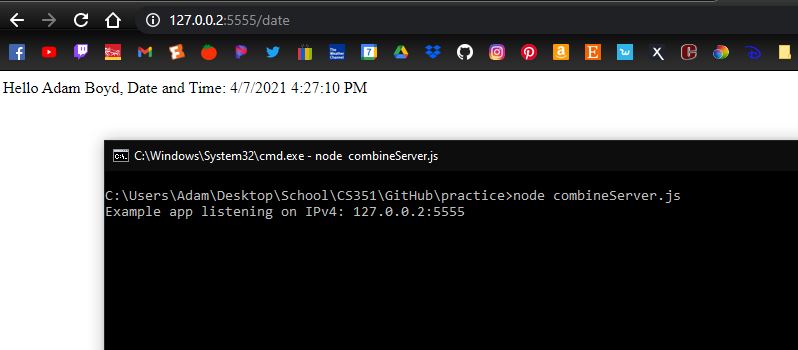 127.0.0.2:5555/date
Hello Adam Boyd, Date and Time: 4/7/2021 4:27:10 PM
C:\Windows\System32\cmd.exe - node  combineServer.js
C:\Users\Adam\Desktop\School\CS351\GitHub\practice>node combineServer.js
Example app listening on IPv4: 127.0.0.2:5555